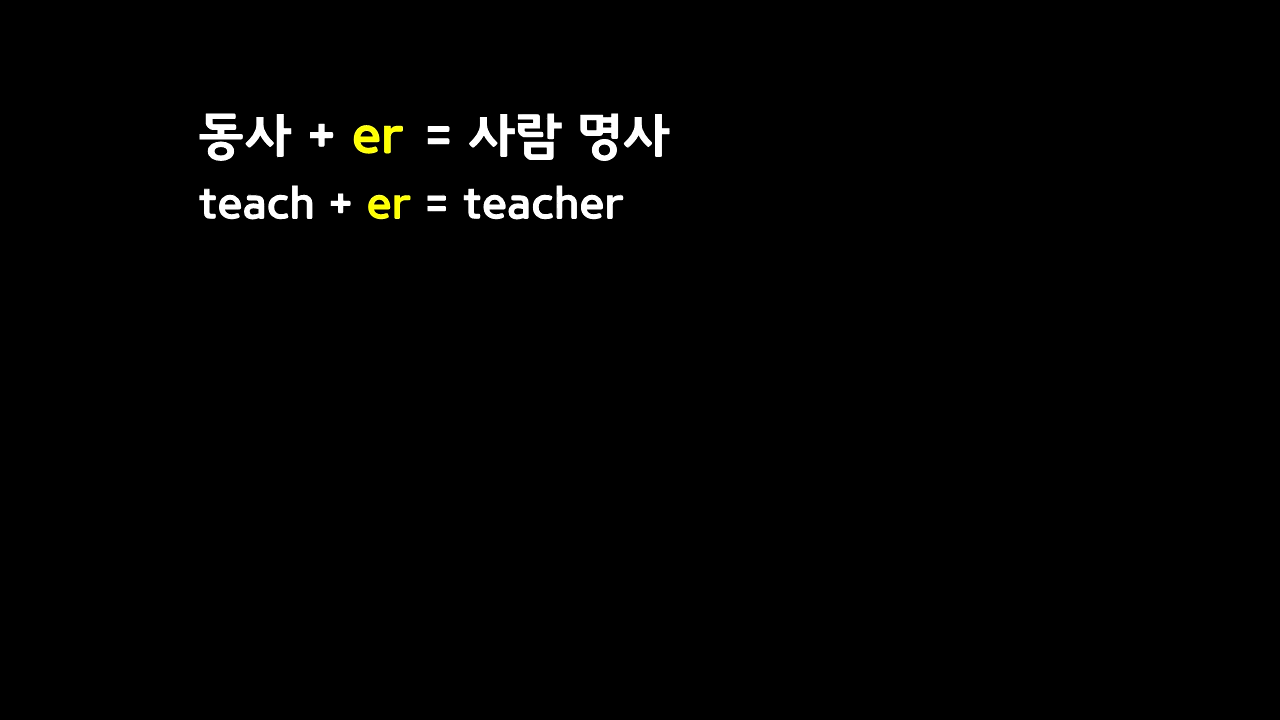 동사 + er = 사람 명사
teach + er = teacher